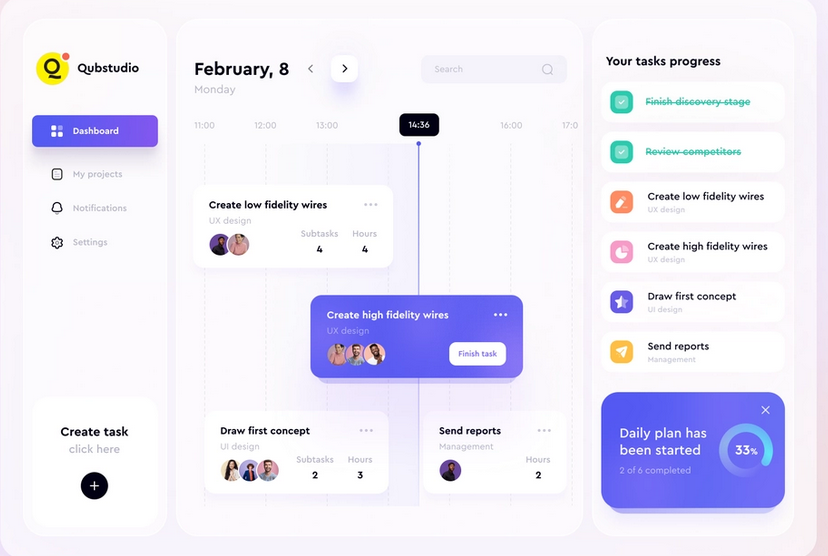 Q
Qubstudio
Dashboard
My projects
Notifications
Settings
Create task
click here
February, 8
Monday
Search
11:00
12:00
13:00
14:36
16:00
17:0
Create low fidelity wires
UX design
Subtasks
Hours
4
4
Create high fidelity wires
UX design
Finish task
Draw first concept
UI design
Subtasks
Hours
2
3
Send reports
Management
Hours
2
Your tasks progress
Finish discovery stage
Review competitors
Create low fidelity wires
UX design
Create high fidelity wires
UX design
Draw first concept
UI design
Send reports
Management
Daily plan has
been started
2 of 6 completed
33%